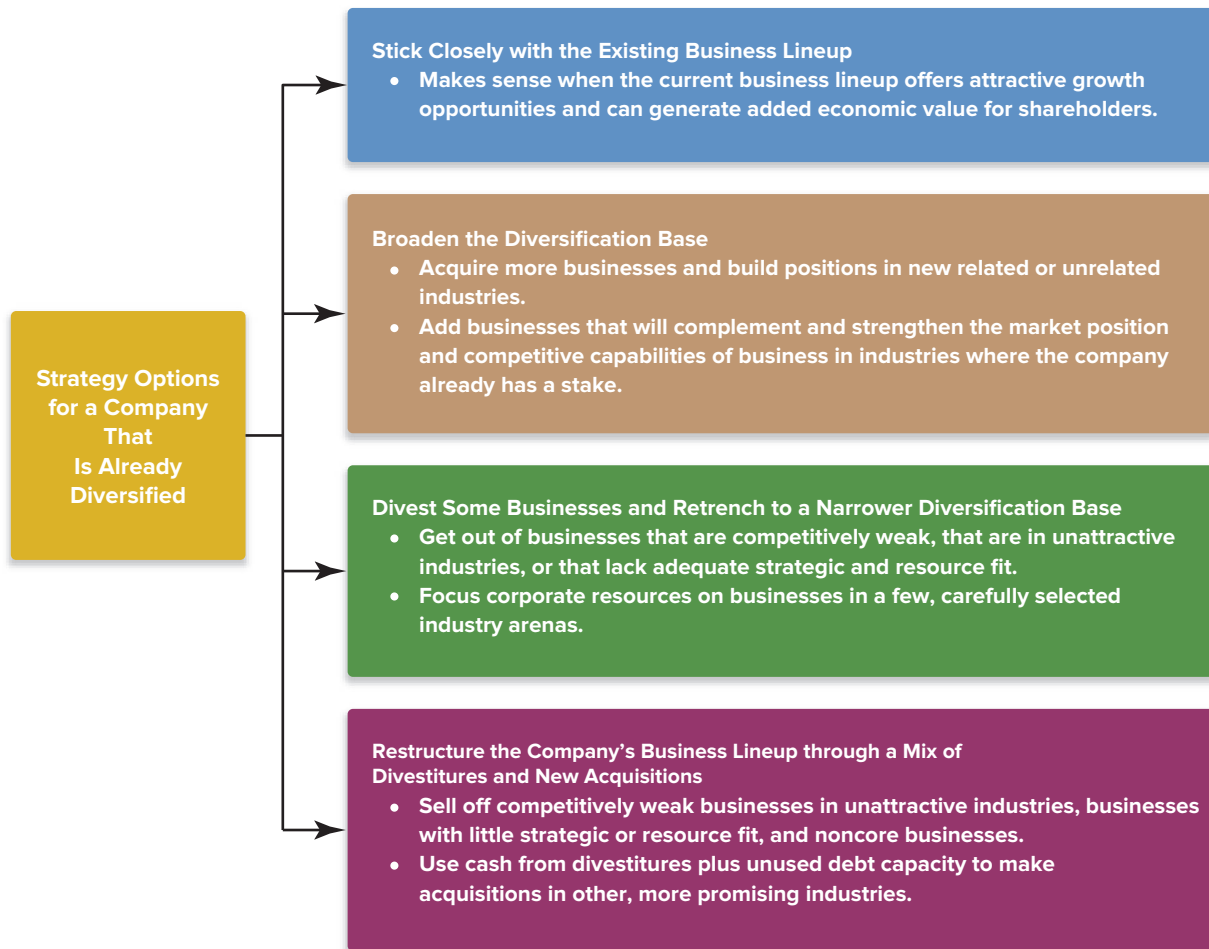 Strategy Options
for a Company
That
Is Already
Diversified
Stick Closely with the Existing Business Lineup
• Makes sense when the current business lineup offers attractive growth
opportunities and can generate added economic value for shareholders.
Broaden the Diversification Base
• Acquire more businesses and build positions in new related or unrelated
industries.
• Add businesses that will complement and strengthen the market position
and competitive capabilities of business in industries where the company
already has a stake.
Divest Some Businesses and Retrench to a Narrower Diversification Base
• Get out of businesses that are competitively weak, that are in unattractive
industries, or that lack adequate strategic and resource fit.
• Focus corporate resources on businesses in a few, carefully selected
industry arenas.
Restructure the Company’s Business Lineup through a Mix of
Divestitures and New Acquisitions
• Sell off competitively weak businesses in unattractive industries, businesses
with little strategic or resource fit, and noncore businesses.
• Use cash from divestitures plus unused debt capacity to make
acquisitions in other, more promising industries.